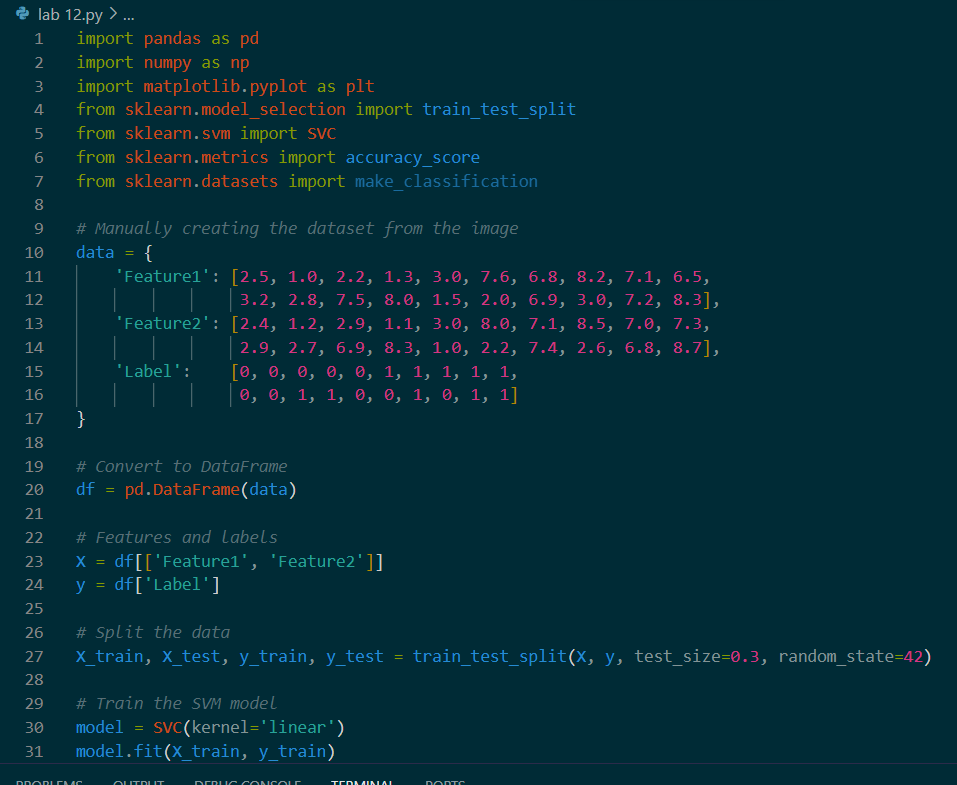 lab 12.py > ...
1 import pandas as pd
2 import numpy as np
3 import matplotlib.pyplot as plt
4 from sklearn.model_selection import train_test_split
5 from sklearn.svm import SVC
6 from sklearn.metrics import accuracy_score
7 from sklearn.datasets import make_classification
8
9 # Manually creating the dataset from the image
10 data = {
11     'Feature1': [2.5, 1.0, 2.2, 1.3, 3.0, 7.6, 6.8, 8.2, 7.1, 6.5,
12                  3.2, 2.8, 7.5, 8.0, 1.5, 2.0, 6.9, 3.0, 7.2, 8.3],
13     'Feature2': [2.4, 1.2, 2.9, 1.1, 3.0, 8.0, 7.1, 8.5, 7.0, 7.3,
14                  2.9, 2.7, 6.9, 8.3, 1.0, 2.2, 7.4, 2.6, 6.8, 8.7],
15     'Label':    [0, 0, 0, 0, 0, 1, 1, 1, 1, 1,
16                  0, 0, 1, 1, 0, 0, 1, 0, 1, 1]
17 }
18
19 # Convert to DataFrame
20 df = pd.DataFrame(data)
21
22 # Features and labels
23 X = df[['Feature1', 'Feature2']]
24 y = df['Label']
25
26 # Split the data
27 X_train, X_test, y_train, y_test = train_test_split(X, y, test_size=0.3, random_state=42)
28
29 # Train the SVM model
30 model = SVC(kernel='linear')
31 model.fit(X_train, y_train)
PROBLEMS OUTPUT DEBUG CONSOLE TERMINAL PORTS